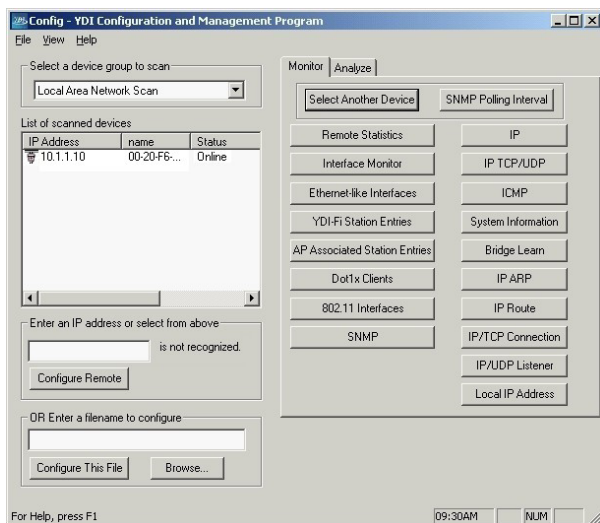 Config - YDI Configuration and Management Program
File View Help
Select a device group to scan
Local Area Network Scan
List of scanned devices
IP Address name Status
10.1.1.10 00-20-F6-... Online
Enter an IP address or select from above
is not recognized.
Configure Remote
OR Enter a filename to configure
Configure This File Browse...
Monitor Analyze
Select Another Device SNMP Polling Interval
Remote Statistics IP
Interface Monitor IP TCP/UDP
Ethernet-like Interfaces ICMP
YDI-Fi Station Entries System Information
AP Associated Station Entries Bridge Learn
Dot1x Clients IP ARP
802.11 Interfaces IP Route
SNMP IP/TCP Connection
IP/UDP Listener
Local IP Address
For Help, press F1 09:30AM NUM